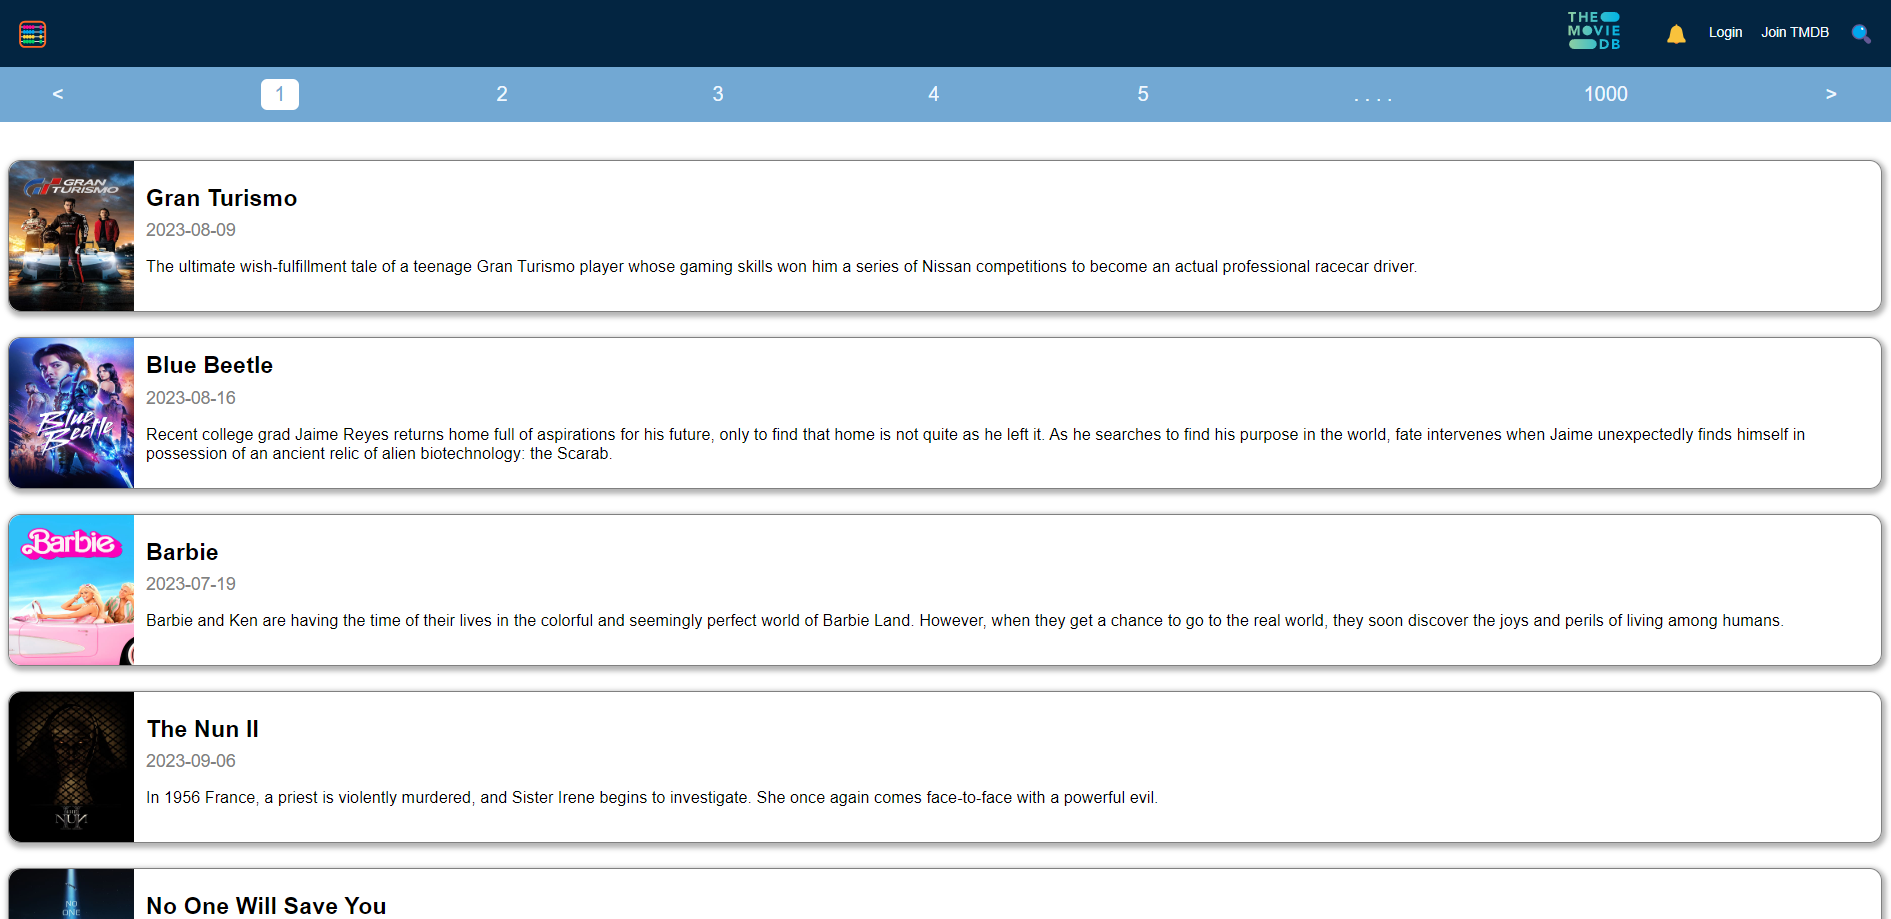 THE
MOVIE
DB
Login
Join TMDB
<
1
2
3
4
5
. . . .
1000
>
GRAN
TURISMO
Gran Turismo
2023-08-09
The ultimate wish-fulfillment tale of a teenage Gran Turismo player whose gaming skills won him a series of Nissan competitions to become an actual professional racecar driver.
Blue
Beetle
Blue Beetle
2023-08-16
Recent college grad Jaime Reyes returns home full of aspirations for his future, only to find that home is not quite as he left it. As he searches to find his purpose in the world, fate intervenes when Jaime unexpectedly finds himself in
possession of an ancient relic of alien biotechnology: the Scarab.
Barbie
Barbie
2023-07-19
Barbie and Ken are having the time of their lives in the colorful and seemingly perfect world of Barbie Land. However, when they get a chance to go to the real world, they soon discover the joys and perils of living among humans.
THE
NUN
II
The Nun II
2023-09-06
In 1956 France, a priest is violently murdered, and Sister Irene begins to investigate. She once again comes face-to-face with a powerful evil.
NO
ONE
No One Will Save You